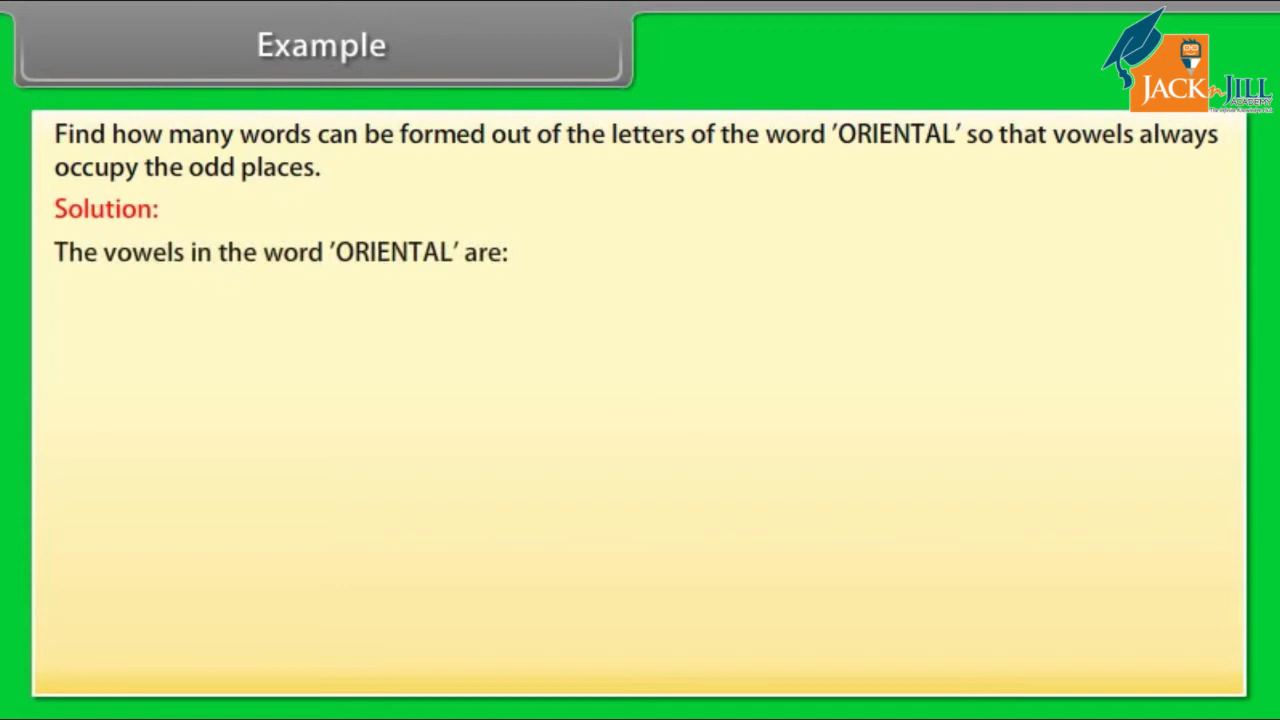 Example
JACK n JILL
ACADEMY
Find how many words can be formed out of the letters of the word ’ORIENTAL’ so that vowels always
occupy the odd places.
Solution:
The vowels in the word ’ORIENTAL’ are: